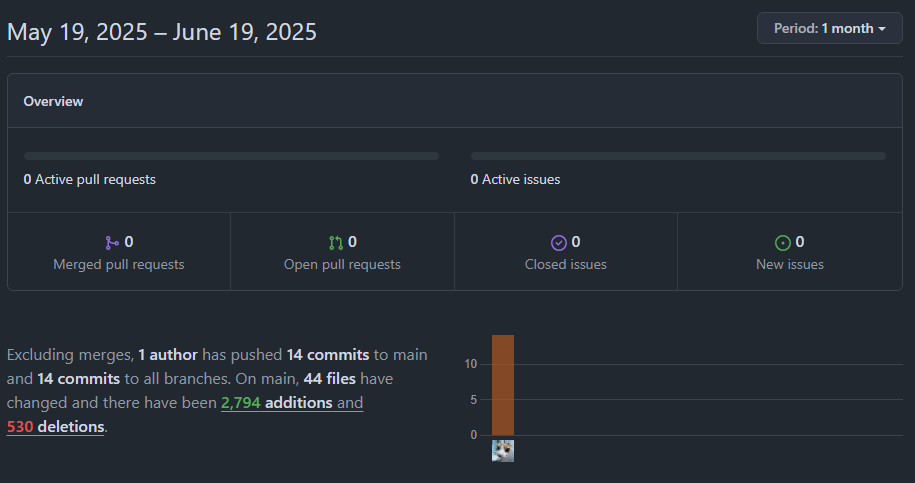 May 19, 2025 – June 19, 2025
Period: 1 month
Overview
0 Active pull requests
0 Active issues
0
Merged pull requests
0
Open pull requests
0
Closed issues
0
New issues
Excluding merges, 1 author has pushed 14 commits to main
and 14 commits to all branches. On main, 44 files have
changed and there have been 2,794 additions and
530 deletions.
10
5
0